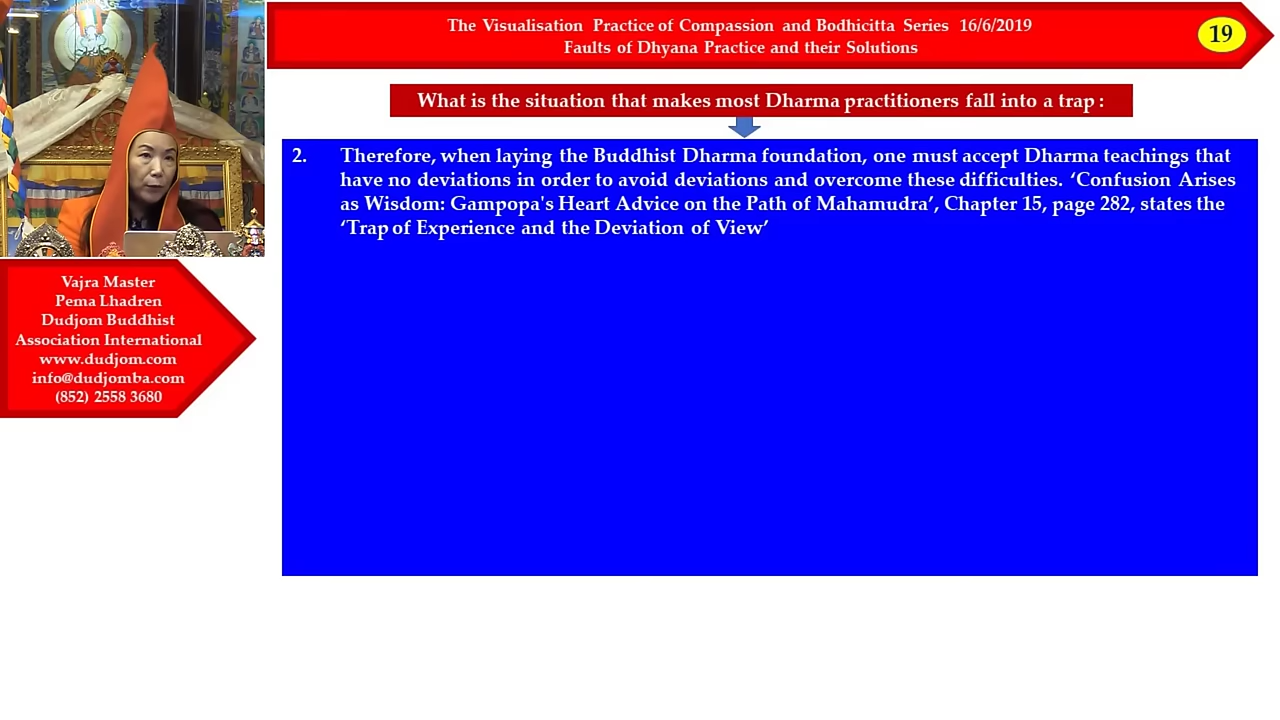 The Visualisation Practice of Compassion and Bodhicitta Series 16/6/2019
Faults of Dhyana Practice and their Solutions
19
What is the situation that makes most Dharma practitioners fall into a trap :
2. Therefore, when laying the Buddhist Dharma foundation, one must accept Dharma teachings that
have no deviations in order to avoid deviations and overcome these difficulties. ‘Confusion Arises
as Wisdom: Gampopa's Heart Advice on the Path of Mahamudra’, Chapter 15, page 282, states the
‘Trap of Experience and the Deviation of View’
Vajra Master
Pema Lhadren
Dudjom Buddhist
Association International
www.dudjom.com
info@dudjomba.com
(852) 2558 3680